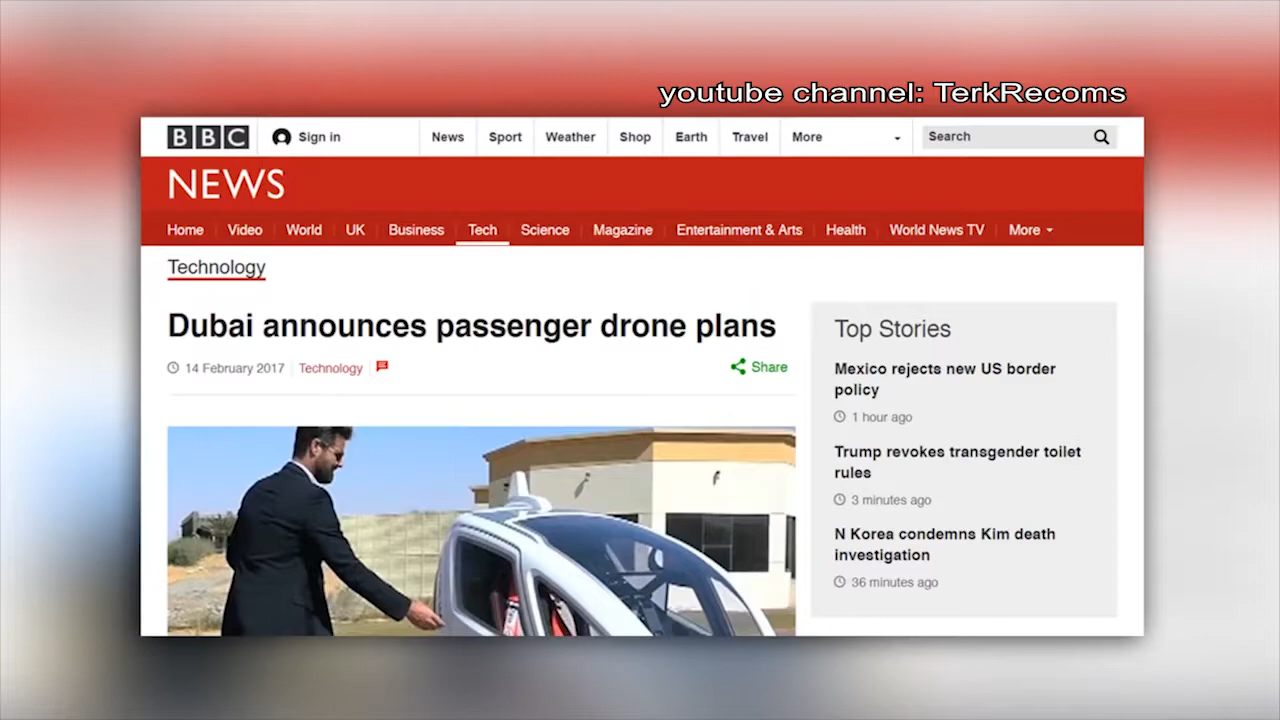 youtube channel: TerkRecoms
BBC Sign in News Sport Weather Shop Earth Travel More Search
NEWS
Home Video World UK Business Tech Science Magazine Entertainment & Arts Health World News TV More
Technology
Dubai announces passenger drone plans
14 February 2017 Technology
Share
Top Stories
Mexico rejects new US border
policy
1 hour ago
Trump revokes transgender toilet
rules
3 minutes ago
N Korea condemns Kim death
investigation
36 minutes ago